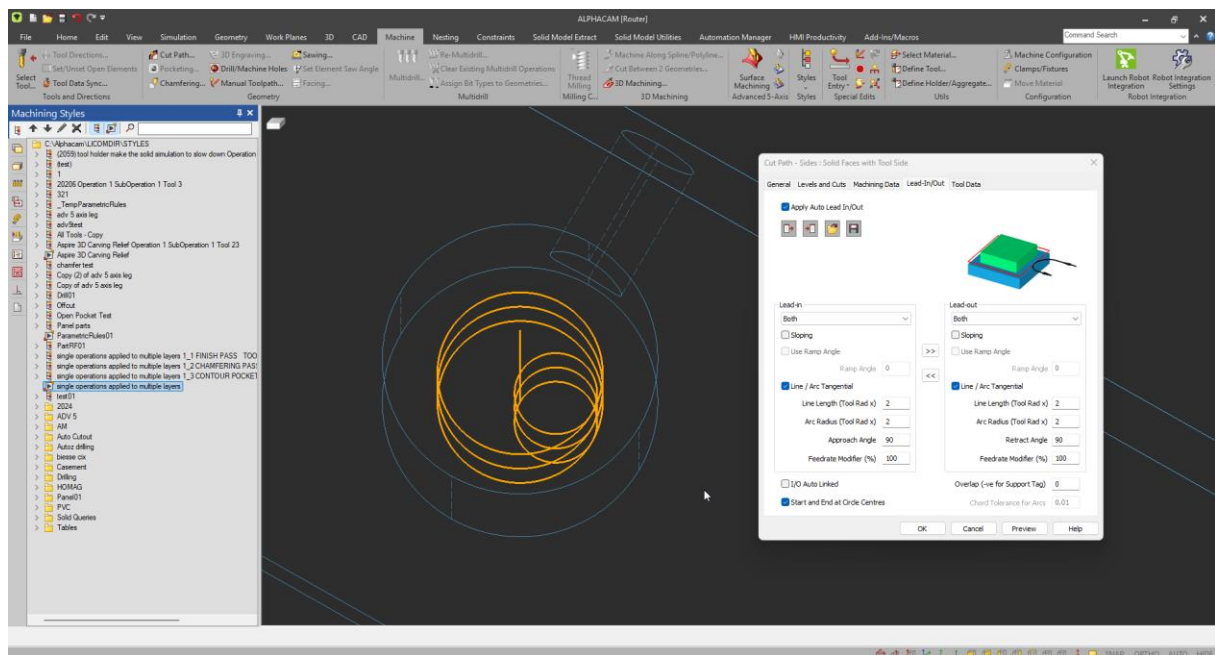 ALPHACAM [Router]
File Home Edit View Simulation Geometry Work Planes 3D CAD Machine Nesting Constraints Solid Model Extract Solid Model Utilities Automation Manager HMI Productivity Add-Ins/Macros Command Search
Select Tool...
Tool Directions...
Set/Unset Open Elements
Tool Data Sync...
Tools and Directions
Cut Path... 3D Engraving... Sawing...
Pocketing... Drill/Machine Holes Set Element Saw Angle
Chamfering... Manual Toolpath... Facing...
Geometry
Multidrill...
Re-Multidrill...
Clear Existing Multidrill Operations
Assign Bit Types to Geometries...
Multidrill
Thread Milling
Milling C...
Machine Along Spline/Polyline...
Cut Between 2 Geometries...
3D Machining...
3D Machining
Surface Machining
Advanced 5-Axis
Styles
Styles
Tool Entry
Special Edits
Select Material...
Define Tool...
Define Holder/Aggregate...
Utils
Machine Configuration
Clamps/Fixtures
Move Material
Configuration
Launch Robot Integration
Robot Integration Settings
Robot Integration
Machining Styles
C:\Alphacam\LICOMDIR\STYLES
(2059) tool holder make the solid simulation to slow down Operation
(test)
1
20206 Operation 1 SubOperation 1 Tool 3
321
_TempParametricRules
adv 5 axis leg
adv5test
All Tools - Copy
Aspire 3D Carving Relief Operation 1 SubOperation 1 Tool 23
Aspire 3D Carving Relief
chamfer test
Copy (2) of adv 5 axis leg
Copy of adv 5 axis leg
Drill01
Offcut
Open Pocket Test
Panel parts
ParametricRules01
PartRF01
single operations applied to multiple layers 1_1 FINISH PASS TOO
single operations applied to multiple layers 1_2 CHAMFERING PAS
single operations applied to multiple layers 1_3 CONTOUR POCKET
single operations applied to multiple layers
test01
2024
ADV 5
AM
Auto Cutout
Autoz drilling
biesse cix
Casement
Drilling
HOMAG
Panel01
PVC
Solid Queries
Tables
Cut Path - Sides : Solid Faces with Tool Side
General Levels and Cuts Machining Data Lead-In/Out Tool Data
Apply Auto Lead In/Out
Lead-in
Both
Sloping
Use Ramp Angle
Ramp Angle 0
Line / Arc Tangential
Line Length (Tool Rad x) 2
Arc Radius (Tool Rad x) 2
Approach Angle 90
Feedrate Modifier (%) 100
>>
<<
Lead-out
Both
Sloping
Use Ramp Angle
Ramp Angle 0
Line / Arc Tangential
Line Length (Tool Rad x) 2
Arc Radius (Tool Rad x) 2
Retract Angle 90
Feedrate Modifier (%) 100
I/O Auto Linked
Overlap (-ve for Support Tag) 0
Start and End at Circle Centres
Chord Tolerance for Arcs 0.01
OK Cancel Preview Help
SNAP ORTHO AUTO HIDE